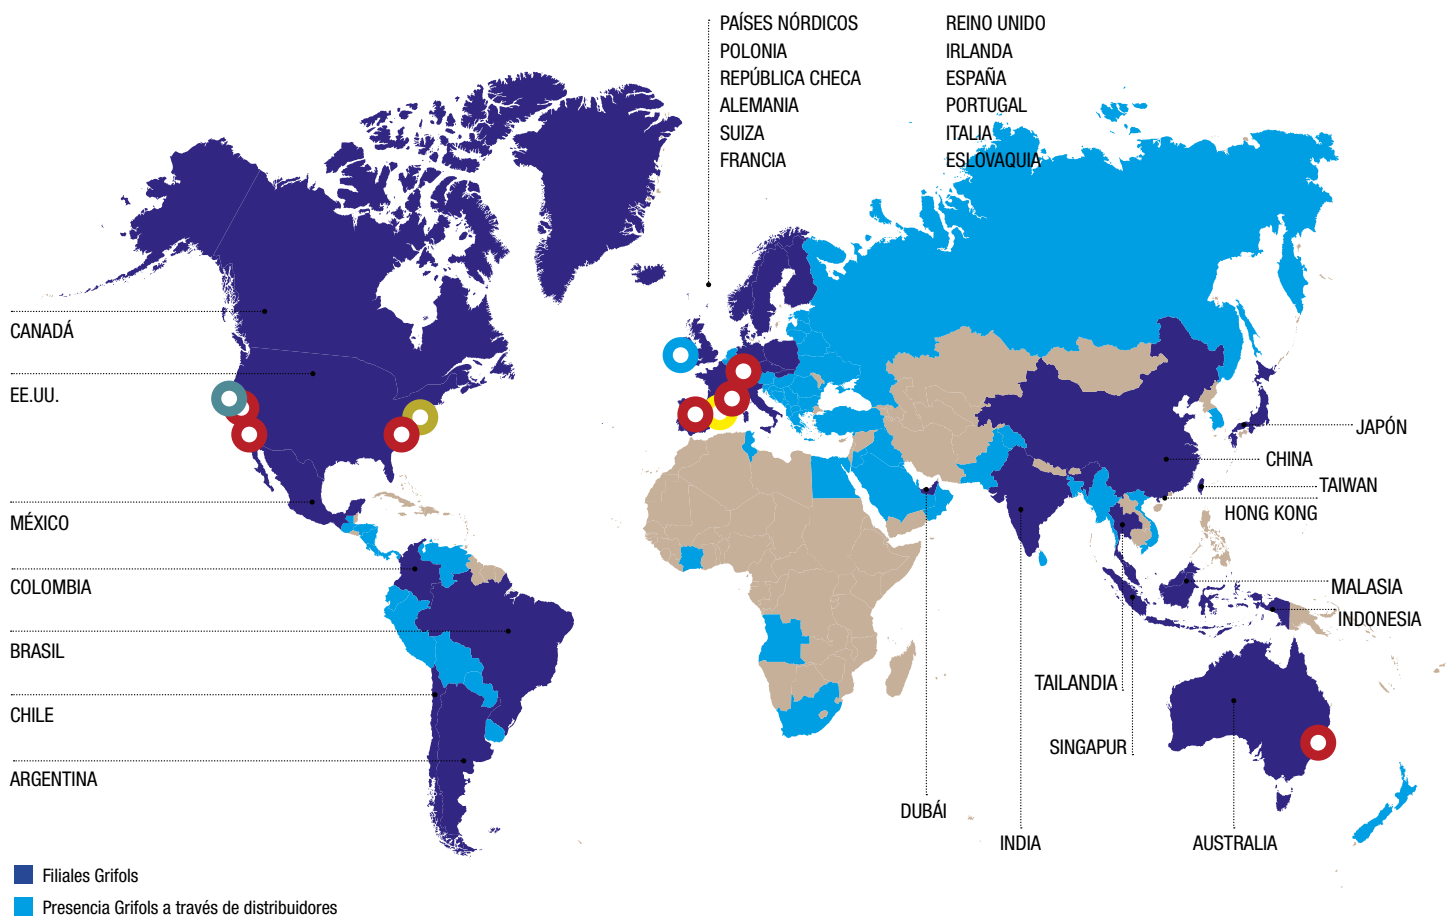 PAÍSES NÓRDICOS
POLONIA
REPÚBLICA CHECA
ALEMANIA
SUIZA
FRANCIA
REINO UNIDO
IRLANDA
ESPAÑA
PORTUGAL
ITALIA
ESLOVAQUIA
CANADÁ
EE.UU.
MÉXICO
COLOMBIA
BRASIL
CHILE
ARGENTINA
JAPÓN
CHINA
TAIWAN
HONG KONG
MALASIA
INDONESIA
TAILANDIA
SINGAPUR
DUBÁI
INDIA
AUSTRALIA
Filiales Grifols
Presencia Grifols a través de distribuidores